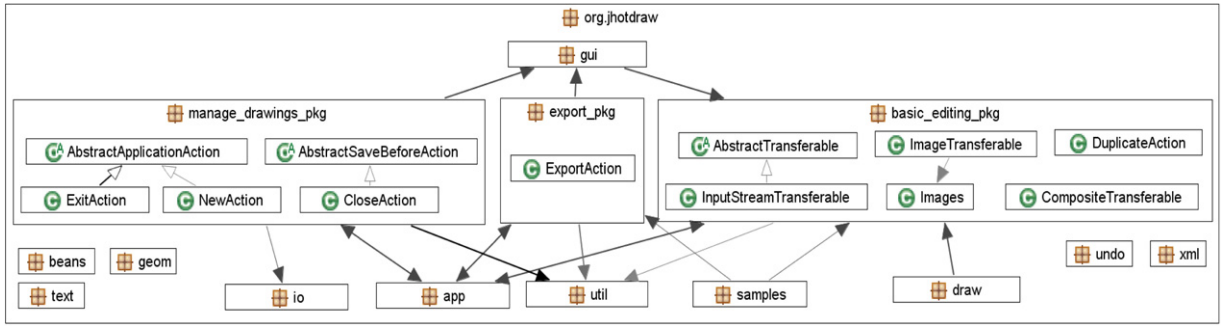 org.jhotdraw
gui
manage_drawings_pkg
export_pkg
basic_editing_pkg
AbstractApplicationAction
AbstractSaveBeforeAction
AbstractTransferable
ImageTransferable
DuplicateAction
ExportAction
ExitAction
NewAction
CloseAction
InputStreamTransferable
Images
CompositeTransferable
beans
geom
undo
xml
text
io
app
util
samples
draw